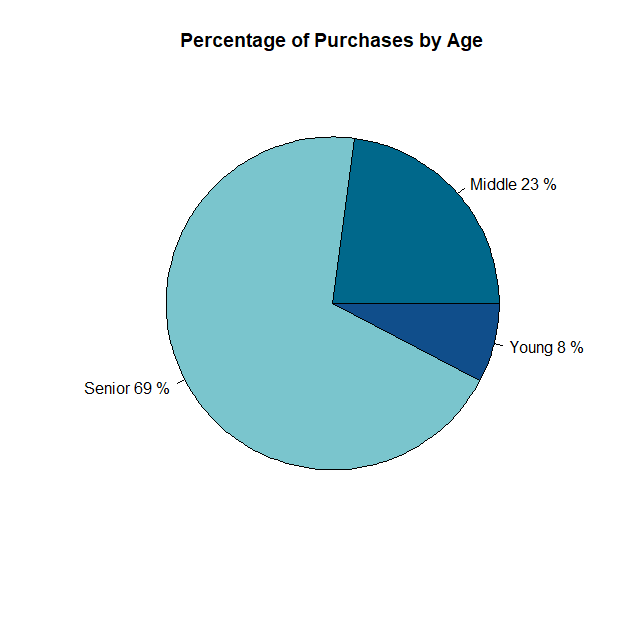 Percentage of Purchases by Age
Middle 23 %
Young 8 %
Senior 69 %